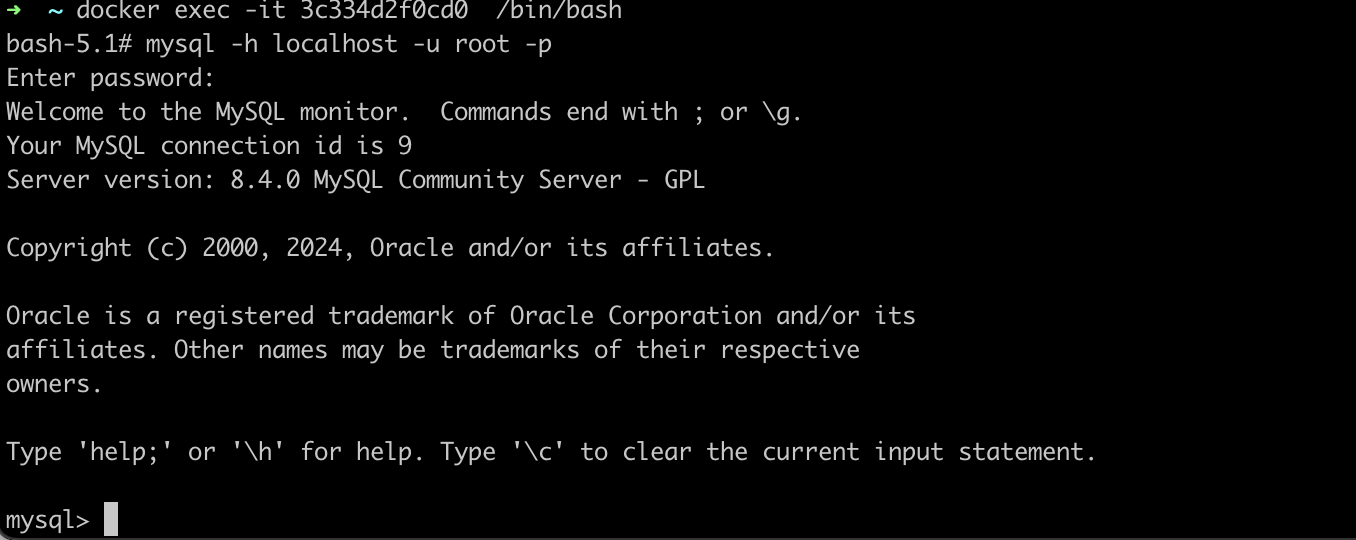 ➜ ~ docker exec -it 3c334d2f0cd0 /bin/bash
bash-5.1# mysql -h localhost -u root -p
Enter password:
Welcome to the MySQL monitor.  Commands end with ; or \g.
Your MySQL connection id is 9
Server version: 8.4.0 MySQL Community Server - GPL
Copyright (c) 2000, 2024, Oracle and/or its affiliates.
Oracle is a registered trademark of Oracle Corporation and/or its
affiliates. Other names may be trademarks of their respective
owners.
Type 'help;' or '\h' for help. Type '\c' to clear the current input statement.
mysql>